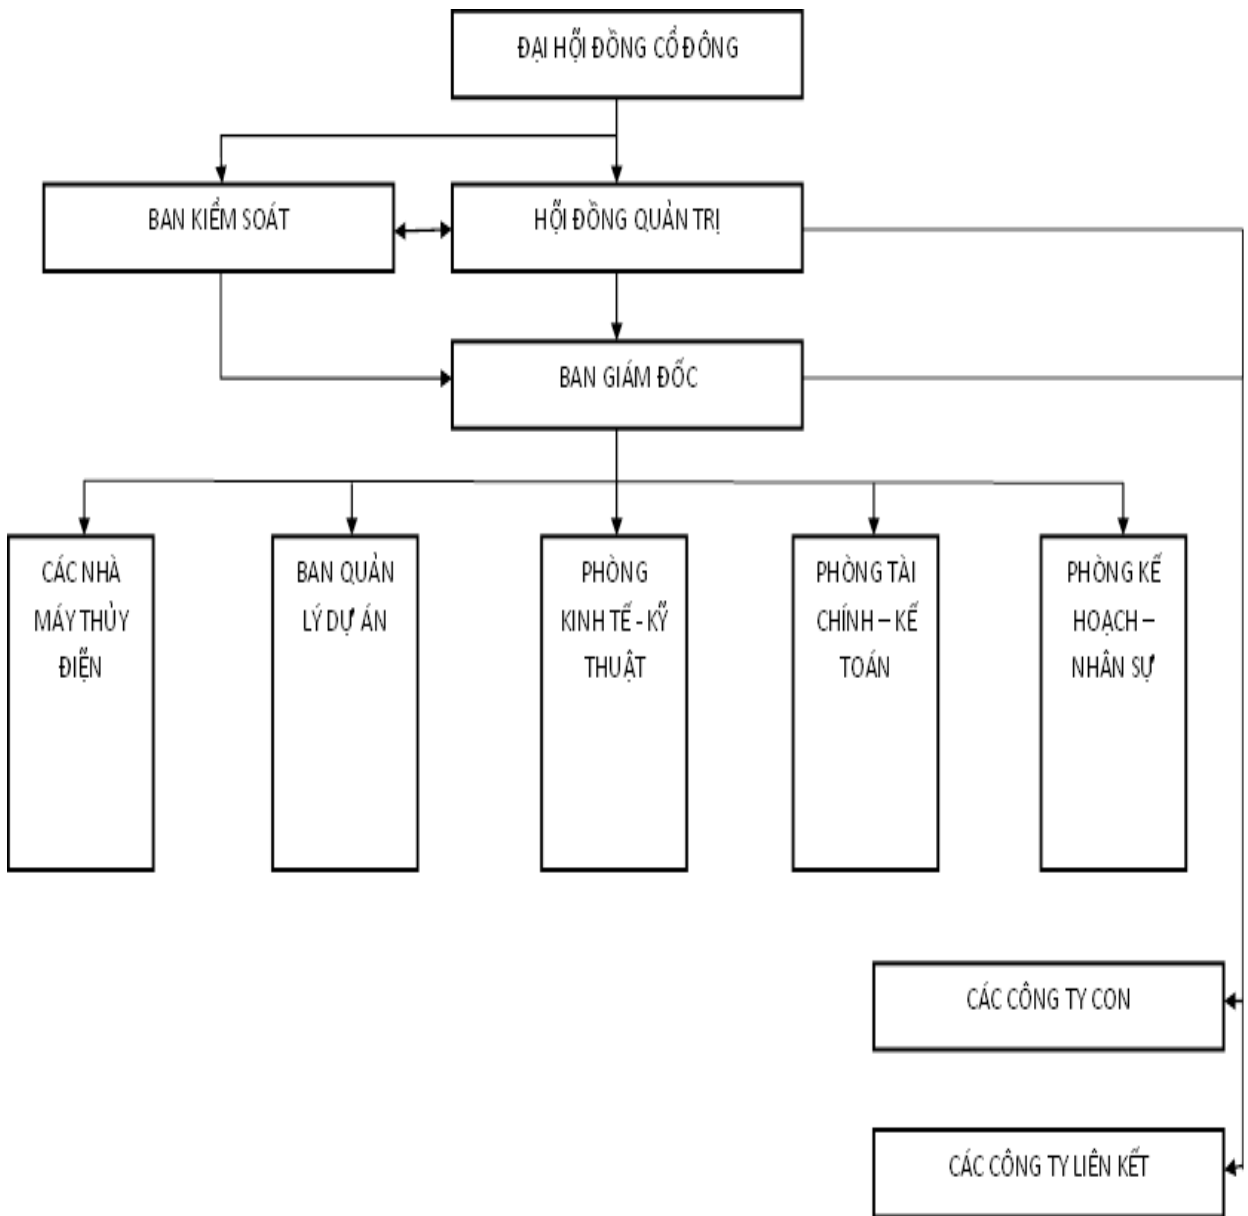 ĐẠI HỘI ĐỒNG CỔ ĐÔNG
BAN KIỂM SOÁT
HỘI ĐỒNG QUẢN TRỊ
BAN GIÁM ĐỐC
CÁC NHÀ
MÁY THỦY
ĐIỆN
BAN QUẢN
LÝ DỰ ÁN
PHÒNG
KINH TẾ - KỸ
THUẬT
PHÒNG TÀI
CHÍNH – KẾ
TOÁN
PHÒNG KẾ
HOẠCH –
NHÂN SỰ
CÁC CÔNG TY CON
CÁC CÔNG TY LIÊN KẾT